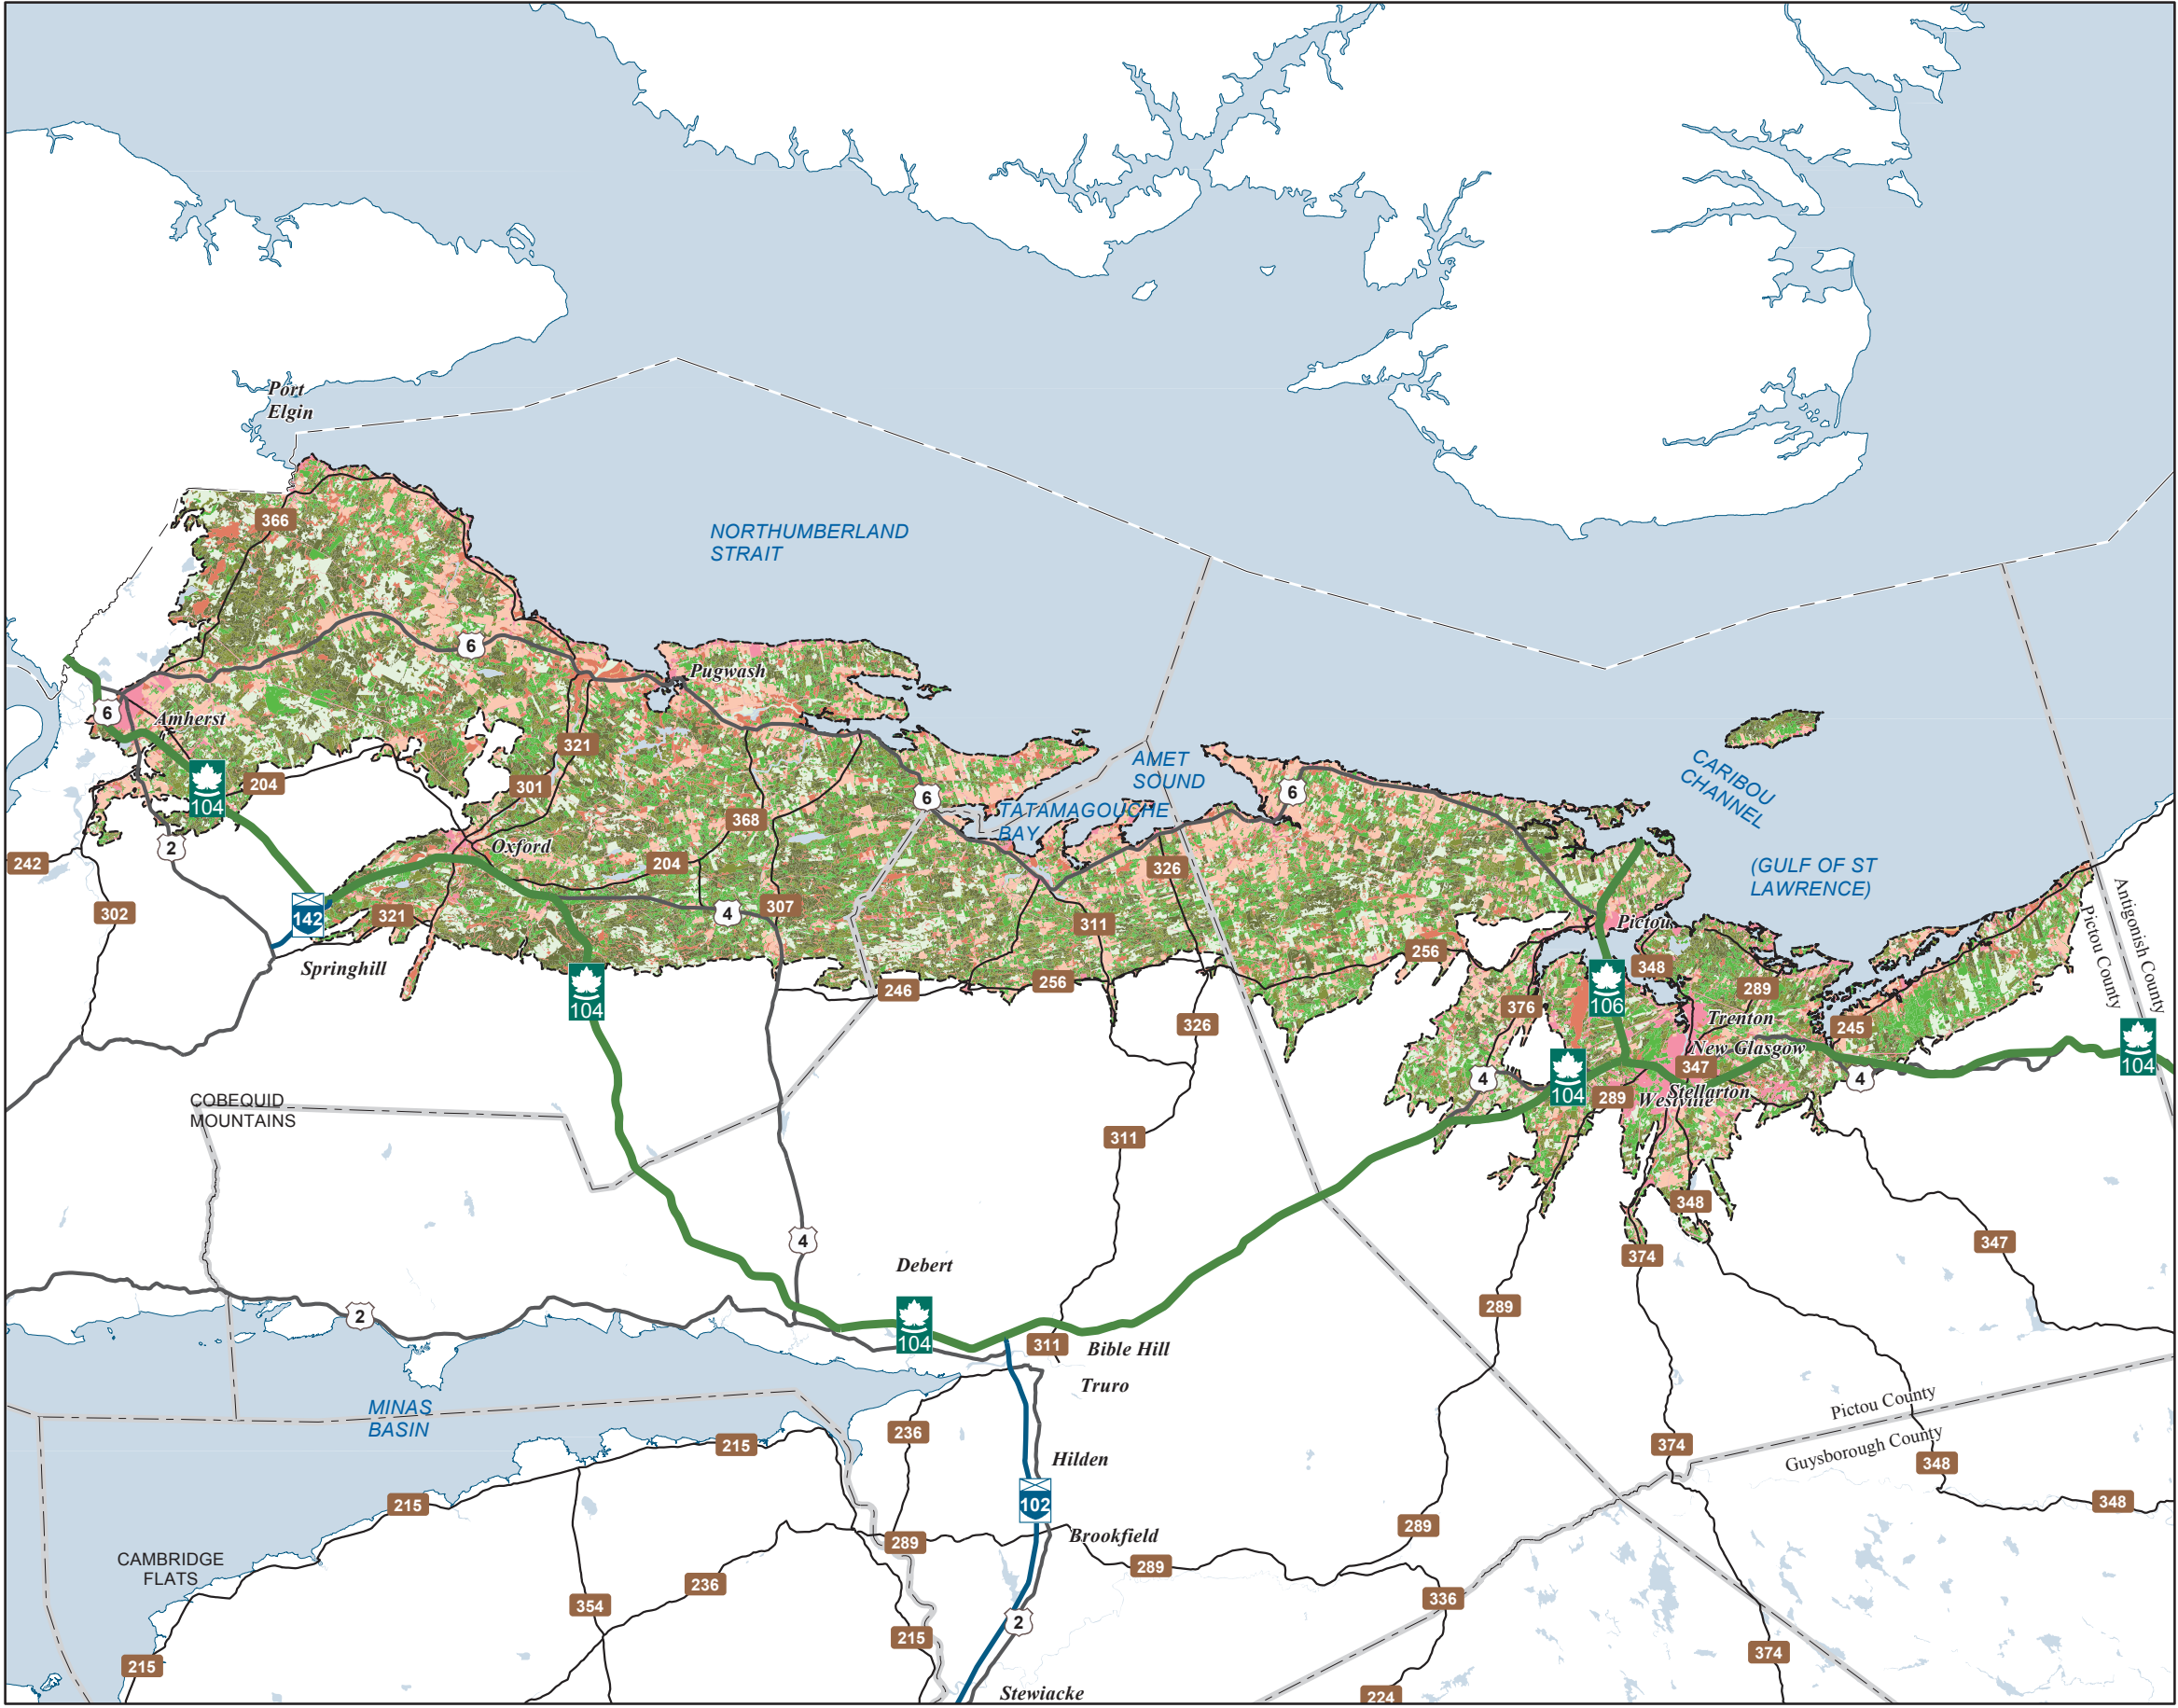 Port
Elgin
366
NORTHUMBERLAND
STRAIT
6
Pugwash
6
Amherst
321
AMET
SOUND
CARIBOU
CHANNEL
104
204
301
6
6
TATAMAGOUCHE
BAY
368
2
Oxford
242
204
326
(GULF OF ST
LAWRENCE)
302
142
321
4
307
311
Pictou
Antigonish County
Pictou County
256
348
Springhill
104
246
256
106
289
376
Trenton
326
245
New Glasgow
104
347
4
104
4
289
Westville
Stellarton
COBEQUID
MOUNTAINS
311
348
4
347
374
Debert
289
2
104
311
Bible Hill
Truro
MINAS
BASIN
Pictou County
236
215
374
Guysborough County
Hilden
348
215
102
348
289
Brookfield
289
CAMBRIDGE
FLATS
289
236
354
336
2
215
215
374
Stewiacke
224